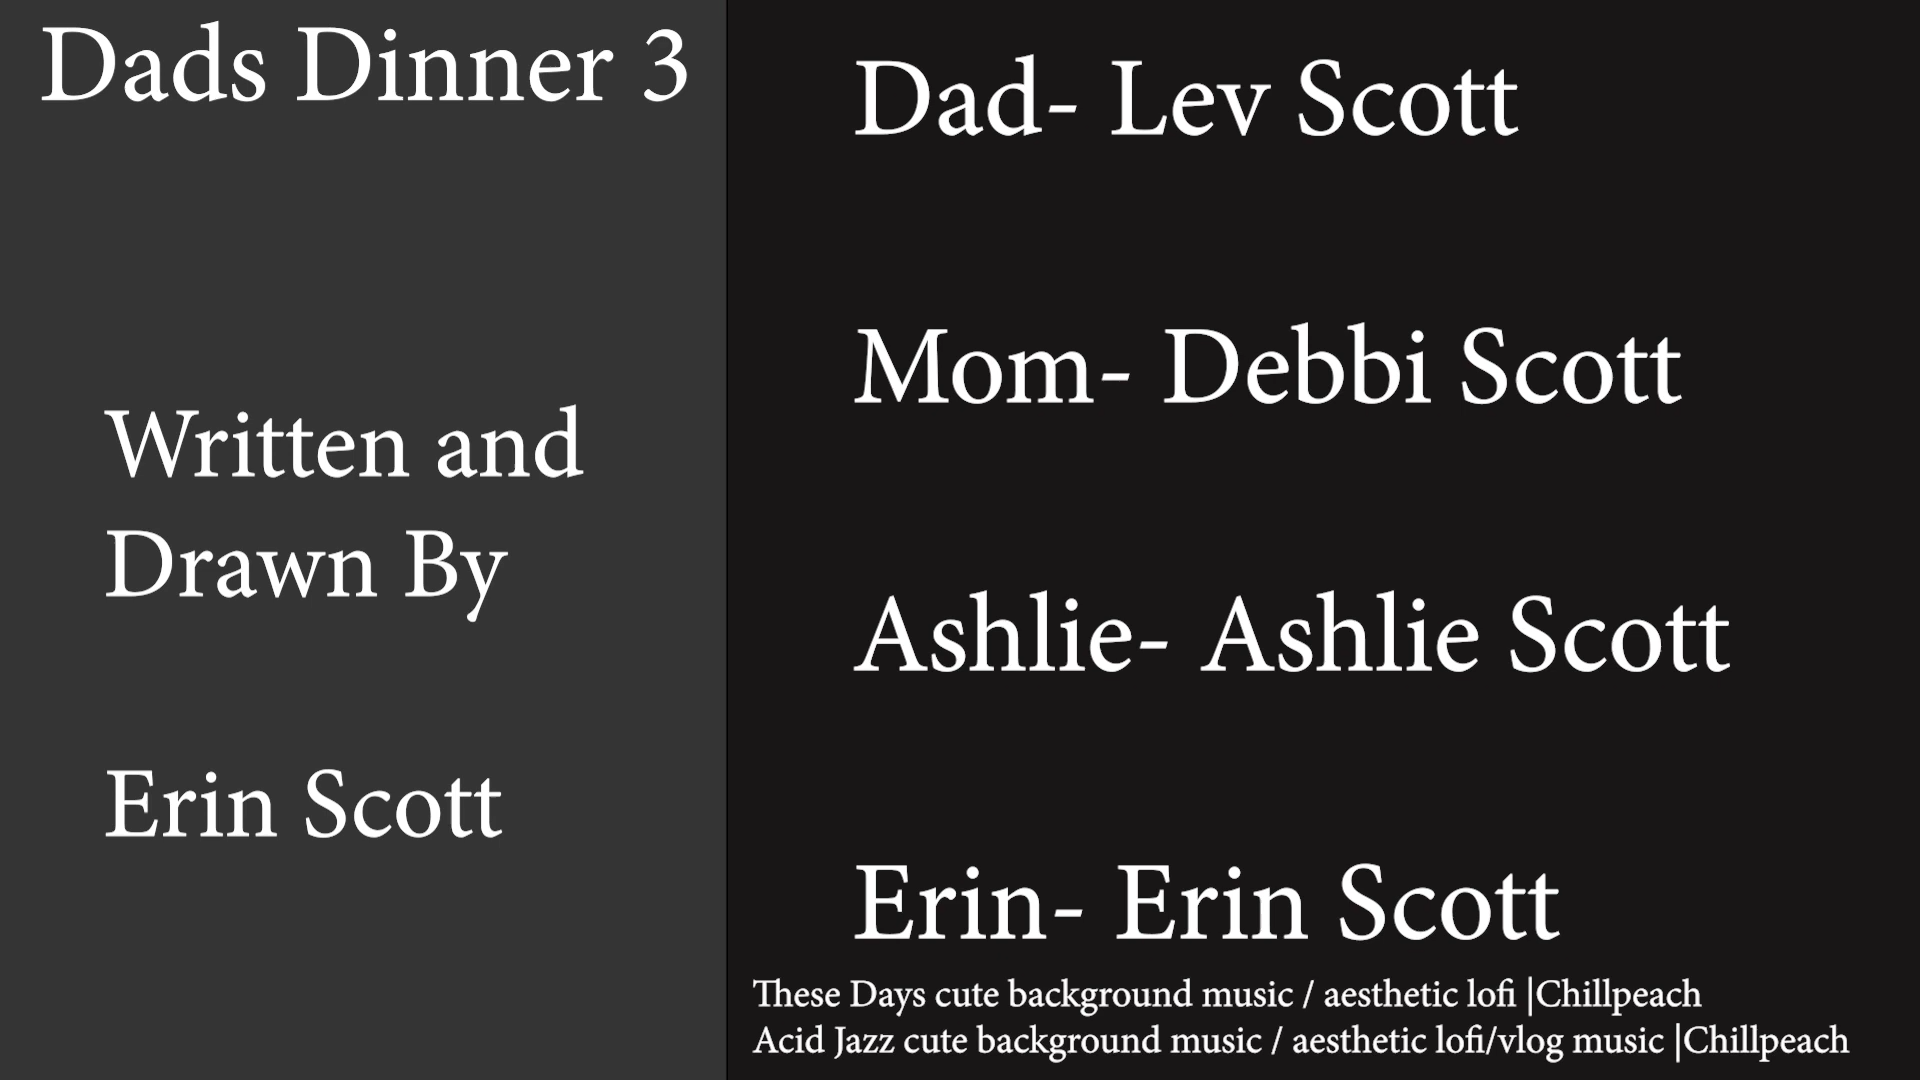 Dads Dinner 3
Written and
Drawn By
Erin Scott
Dad- Lev Scott
Mom- Debbi Scott
Ashlie- Ashlie Scott
Erin- Erin Scott
These Days cute background music / aesthetic lofi |Chillpeach
Acid Jazz cute background music / aesthetic lofi/vlog music |Chillpeach